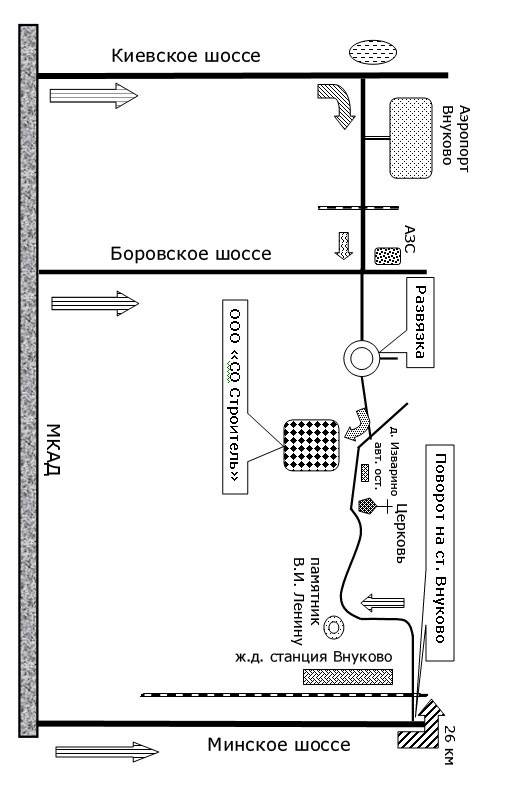 Киевское шоссе
Аэропорт
Внуково
АЗС
Боровское шоссе
Развязка
ООО «СО Строитель»
МКАД
д. Изварино
авт. ост.
Церковь
Поворот на ст. Внуково
памятник
В.И. Ленину
ж.д. станция Внуково
Минское шоссе
26 км